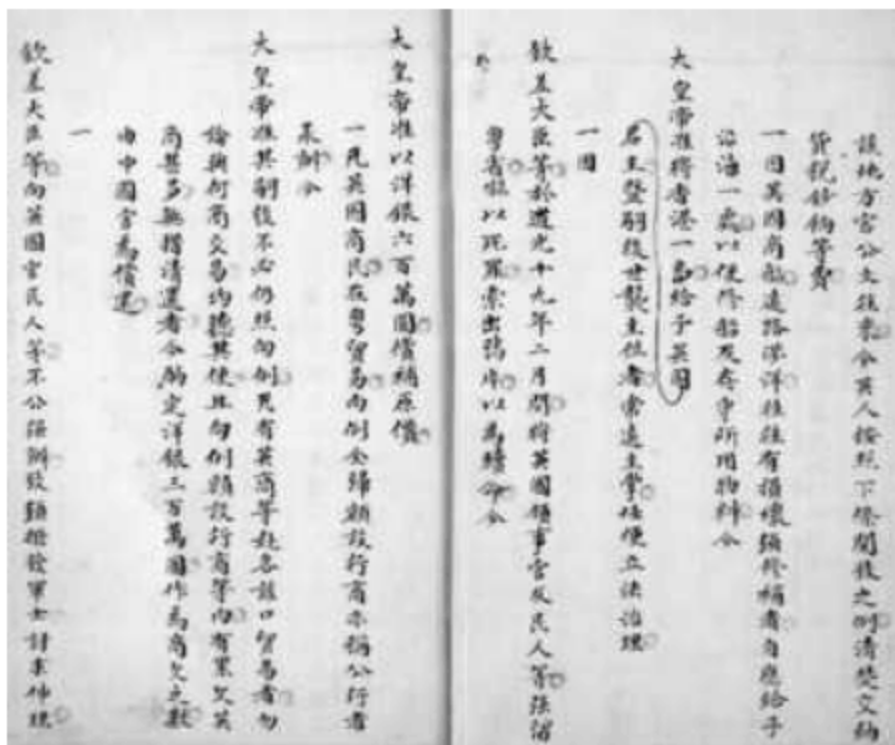 該地方官公文往來令英人按照下條開敘之例清楚交納
貨稅鈔餉等費
一因英國商船遠路涉洋往往有損壞須修補者自應給予
沿海一處以便修船及存守所用物料今
大皇帝准將香港一島給予英國
君主暨嗣後世襲主位者常遠主掌任便立法治理
一因
欽差大臣等於道光十九年二月間將英國領事官及民人等強留
粵省嚇以死罪索出鴉片以為贖命今
大皇帝准以洋銀六百萬圓償補原價
一凡英國商民在粵貿易向例全歸額設行商亦稱公行者
承辦今
大皇帝准其嗣後不必仍照向例凡有英商等赴各該口貿易者勿
論與何商交易均聽其便且向例額設行商等內有累欠英
商甚多無措清還者今酌定洋銀三百萬圓作為商欠之數
由中國官為償還
一
欽差大臣等向英國官民人等不公強辦致須撥發軍士討求伸理